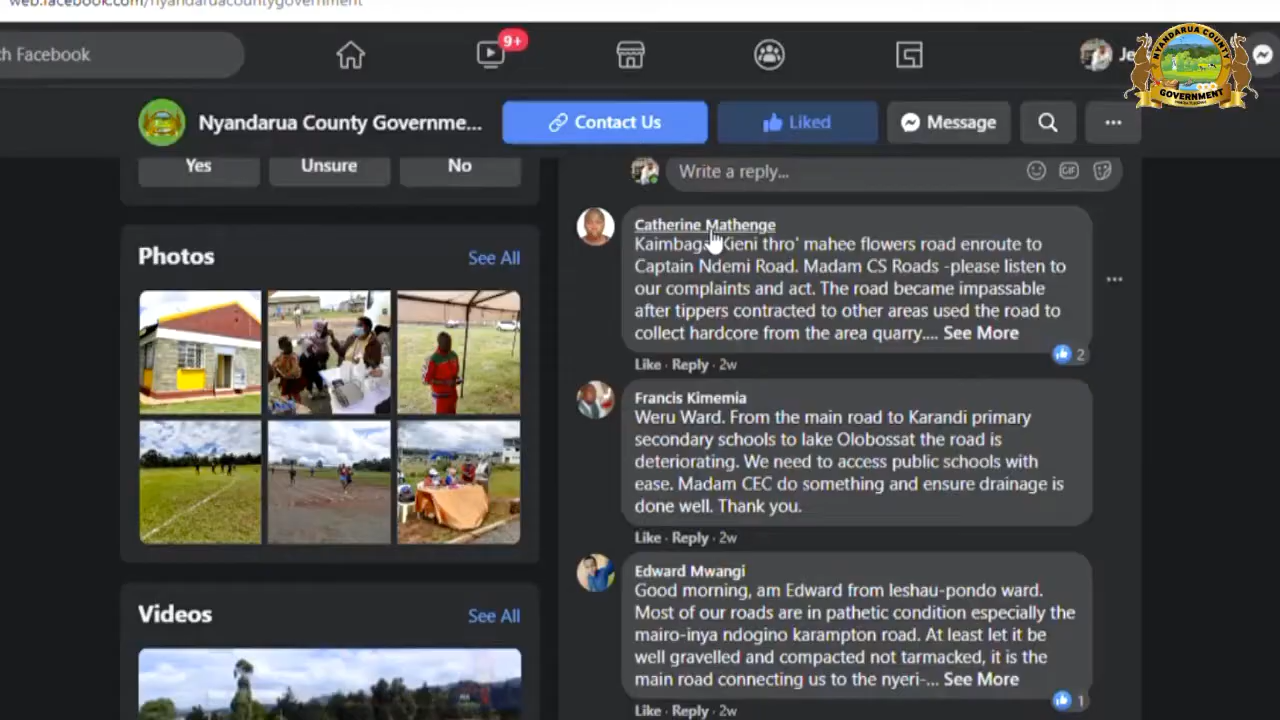 web.facebook.com/nyandaruacountygovernment
ch Facebook
9+
Je
NYANDARUA COUNTY
GOVERNMENT
Nyandarua County Governme...
Contact Us
Liked
Message
Yes
Unsure
No
Write a reply...
GIF
Photos
See All
Catherine Mathenge
Kaimbaga Kieni thro' mahee flowers road enroute to
Captain Ndemi Road. Madam CS Roads -please listen to
our complaints and act. The road became impassable
after tippers contracted to other areas used the road to
collect hardcore from the area quarry.... See More
2
Like · Reply · 2w
Francis Kimemia
Weru Ward. From the main road to Karandi primary
secondary schools to lake Olobossat the road is
deteriorating. We need to access public schools with
ease. Madam CEC do something and ensure drainage is
done well. Thank you.
Like · Reply · 2w
Videos
See All
Edward Mwangi
Good morning, am Edward from leshau-pondo ward.
Most of our roads are in pathetic condition especially the
mairo-inya ndogino karampton road. At least let it be
well gravelled and compacted not tarmacked, it is the
main road connecting us to the nyeri-... See More
1
Like · Reply · 2w